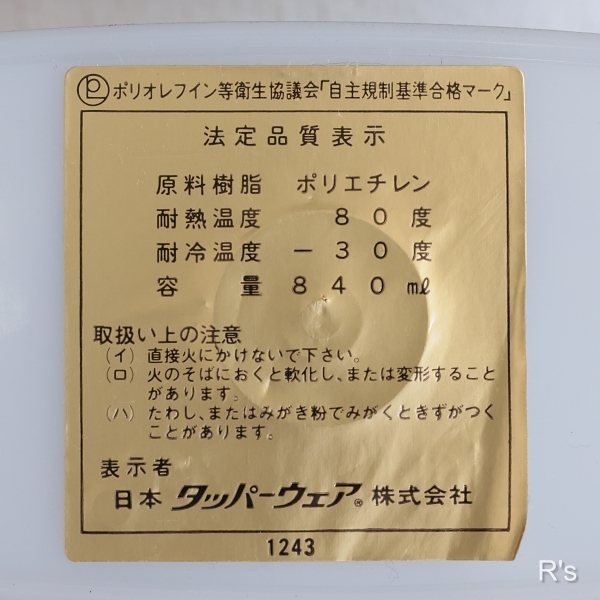 ポリオレフイン等衛生協議会「自主規制基準合格マーク」
法定品質表示
原料樹脂 ポリエチレン
耐熱温度 80度
耐冷温度 -30度
容量 840ml
取扱い上の注意
(イ) 直接火にかけないで下さい。
(ロ) 火のそばにおくと軟化し、または変形すること
があります。
(ハ) たわし、またはみがき粉でみがくときずがつく
ことがあります。
表示者
日本 タッパーウェア® 株式会社
1243
R's